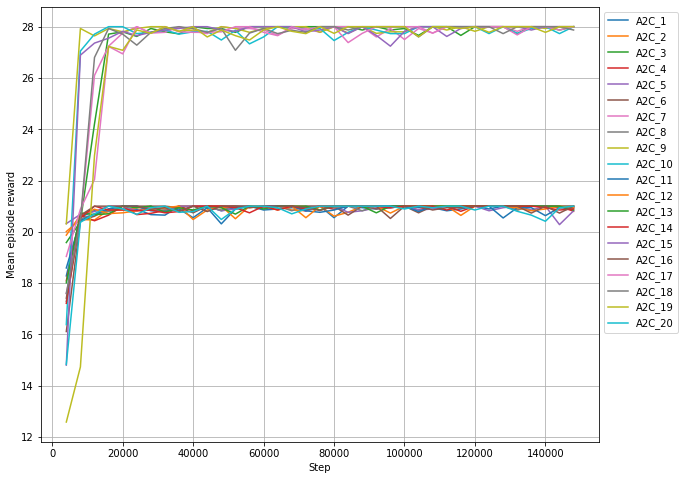 28
26
24
22
20
18
16
14
12
Mean episode reward
0
20000
40000
60000
80000
100000
120000
140000
Step
A2C_1
A2C_2
A2C_3
A2C_4
A2C_5
A2C_6
A2C_7
A2C_8
A2C_9
A2C_10
A2C_11
A2C_12
A2C_13
A2C_14
A2C_15
A2C_16
A2C_17
A2C_18
A2C_19
A2C_20